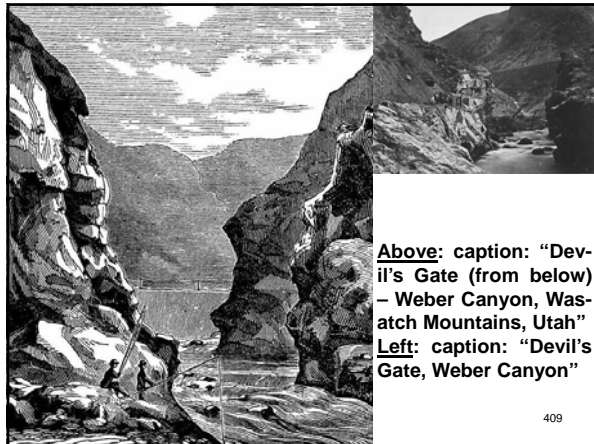 Above: caption: “Dev-
il’s Gate (from below)
– Weber Canyon, Was-
atch Mountains, Utah”
Left: caption: “Devil’s
Gate, Weber Canyon”
409